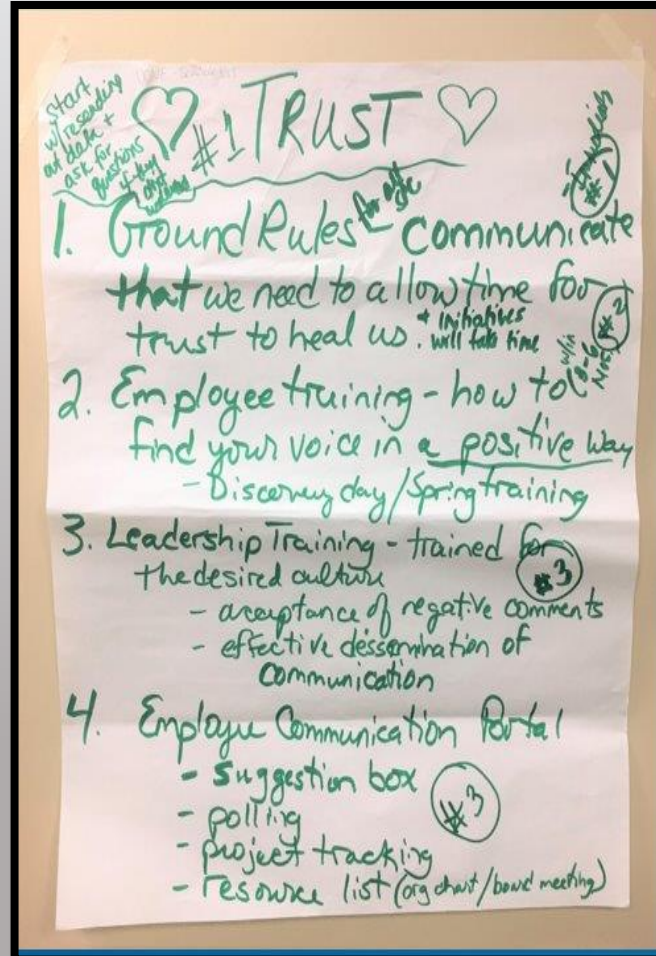 start
w/ resending
out data +
ask for
questions
if they
#1 TRUST
#1
1. Ground Rules - communicate
for all
that we need to allow time for
trust to heal us.
+ initiatives
will take time
#2
w/in
2. Employee training - how to
find your voice in a positive way
- Discovery day/Spring training
3. Leadership Training - trained for
the desired culture
#3
- acceptance of negative comments
- effective dessemination of
communication
4. Employee Communication Portal
- suggestion box
#3
- polling
- project tracking
- resource list (org chart/board meeting)